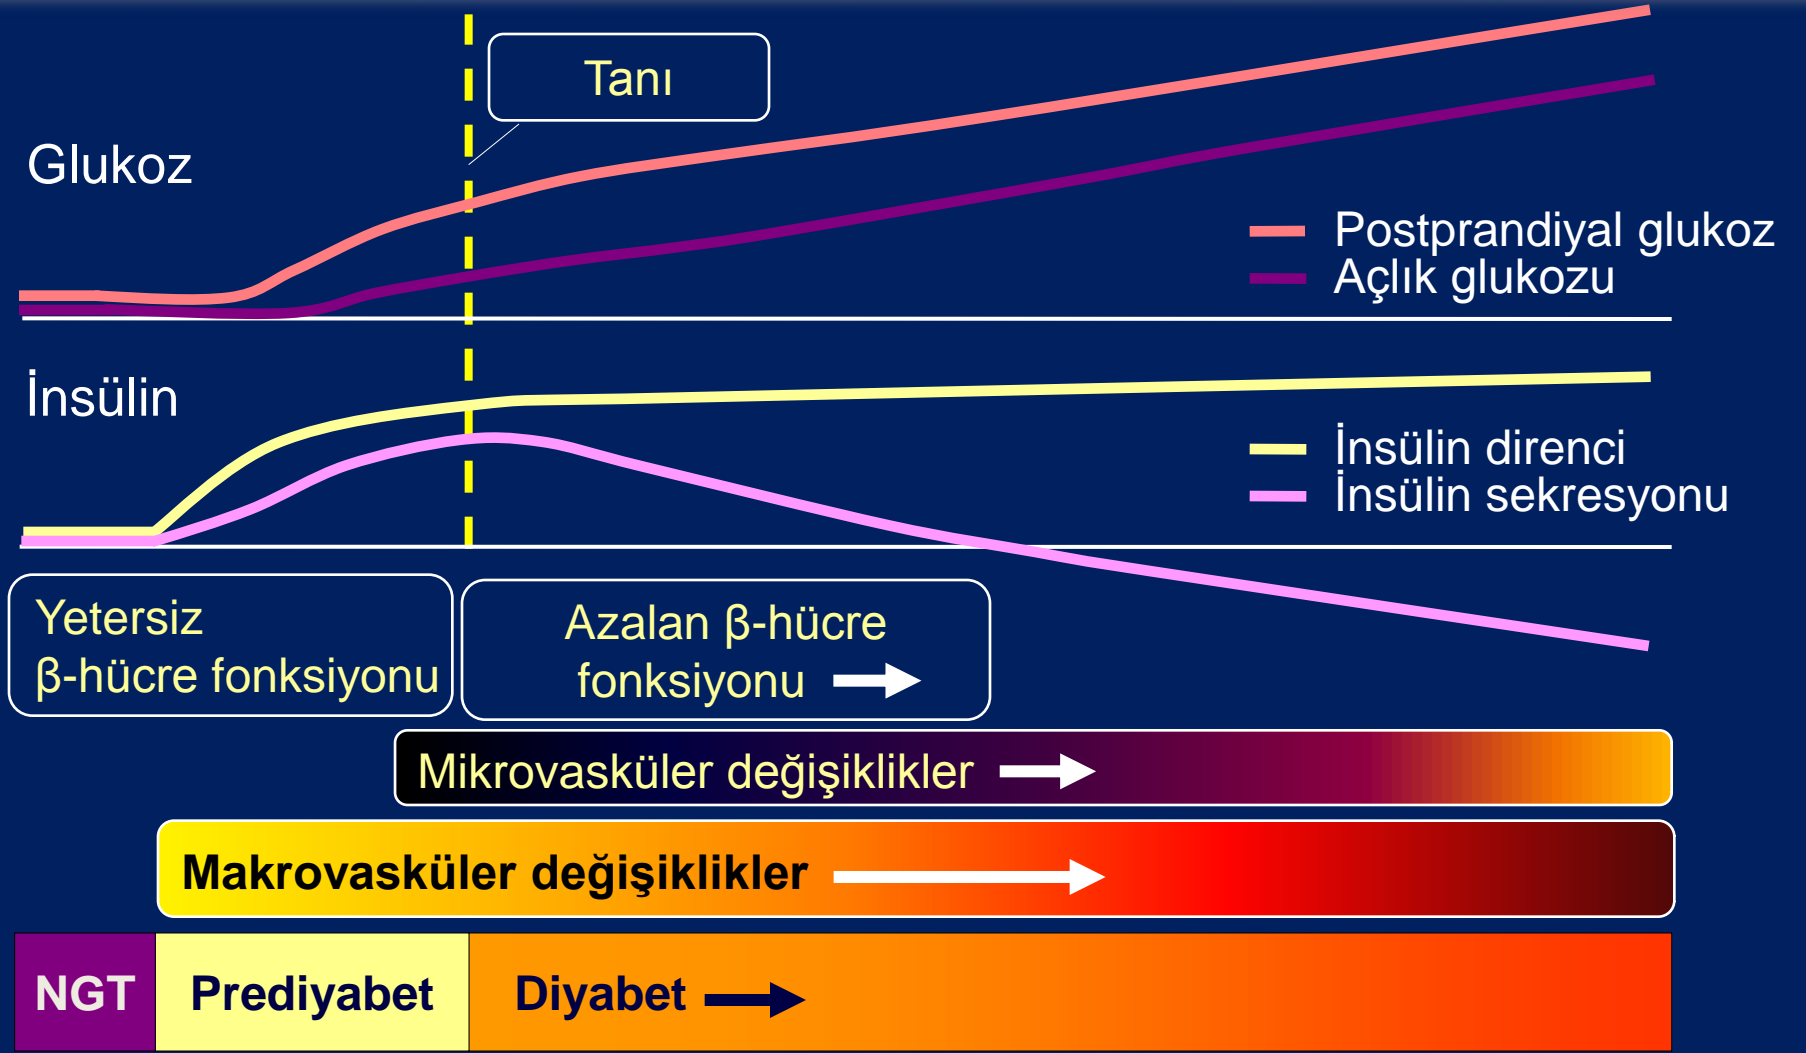 Tanı
Glukoz
Postprandiyal glukoz
Açlık glukozu
İnsülin
İnsülin direnci
İnsülin sekresyonu
Yetersiz
β-hücre fonksiyonu
Azalan β-hücre
fonksiyonu
Mikrovasküler değişiklikler
Makrovasküler değişiklikler
NGT
Prediyabet
Diyabet